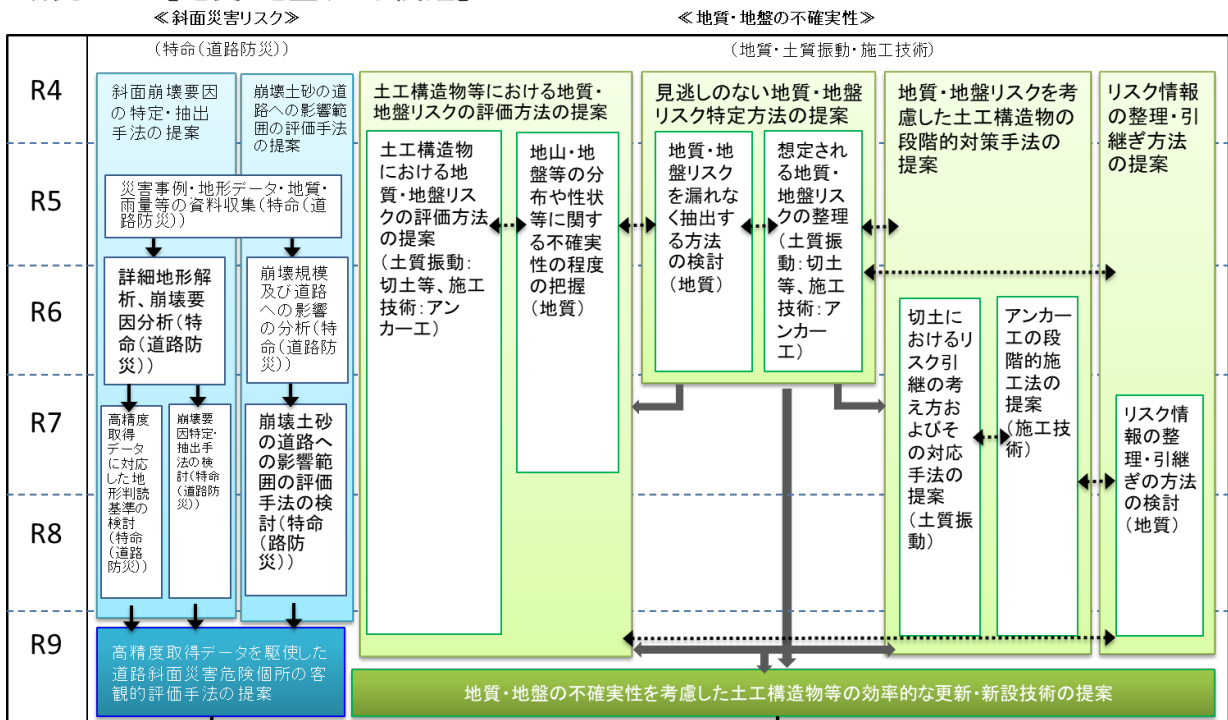 ≪斜面災害リスク≫
≪地質・地盤の不確実性≫
(特命(道路防災))
(地質・土質振動・施工技術)
R4
R5
R6
R7
R8
R9
斜面崩壊要因
の特定・抽出
手法の提案
崩壊土砂の道
路への影響範
囲の評価手法
の提案
災害事例・地形データ・地質・
雨量等の資料収集(特命(道
路防災))
詳細地形解
析、崩壊要
因分析(特
命(道路防
災))
崩壊規模
及び道路
への影響
の分析(特
命(道路防
災))
高精度
取得
データ
に対応
した地
形判読
基準の
検討
(特命
(道路
防災))
崩壊要
因特定・
抽出手
法の検
討(特命
(道路防
災))
崩壊土砂
の道路へ
の影響範
囲の評価
手法の検
討(特命
(路防
災))
高精度取得データを駆使した
道路斜面災害危険個所の客
観的評価手法の提案
土工構造物等における地質・
地盤リスクの評価方法の提案
土工構造物
における地
質・地盤リス
クの評価方法
の提案
(土質振動:
切土等、施工
技術:アン
カー工)
地山・地
盤等の分
布や性状
等に関す
る不確実
性の程度
の把握
(地質)
見逃しのない地質・地盤
リスク特定方法の提案
地質・地
盤リスク
を漏れな
く抽出す
る方法
の検討
(地質)
想定され
る地質・
地盤リス
クの整理
(土質振
動:切土
等、施工
技術:ア
ンカー
工)
地質・地盤リスクを考
慮した土工構造物の
段階的対策手法の
提案
切土に
おけるリ
スク引
継の考
え方お
よびそ
の対応
手法の
提案
(土質振
動)
アンカー
工の段
階的施
工法の
提案
(施工技
術)
リスク情報
の整理・引
継ぎ方法
の提案
リスク情
報の整
理・引継
ぎの方法
の検討
(地質)
地質・地盤の不確実性を考慮した土工構造物等の効率的な更新・新設技術の提案